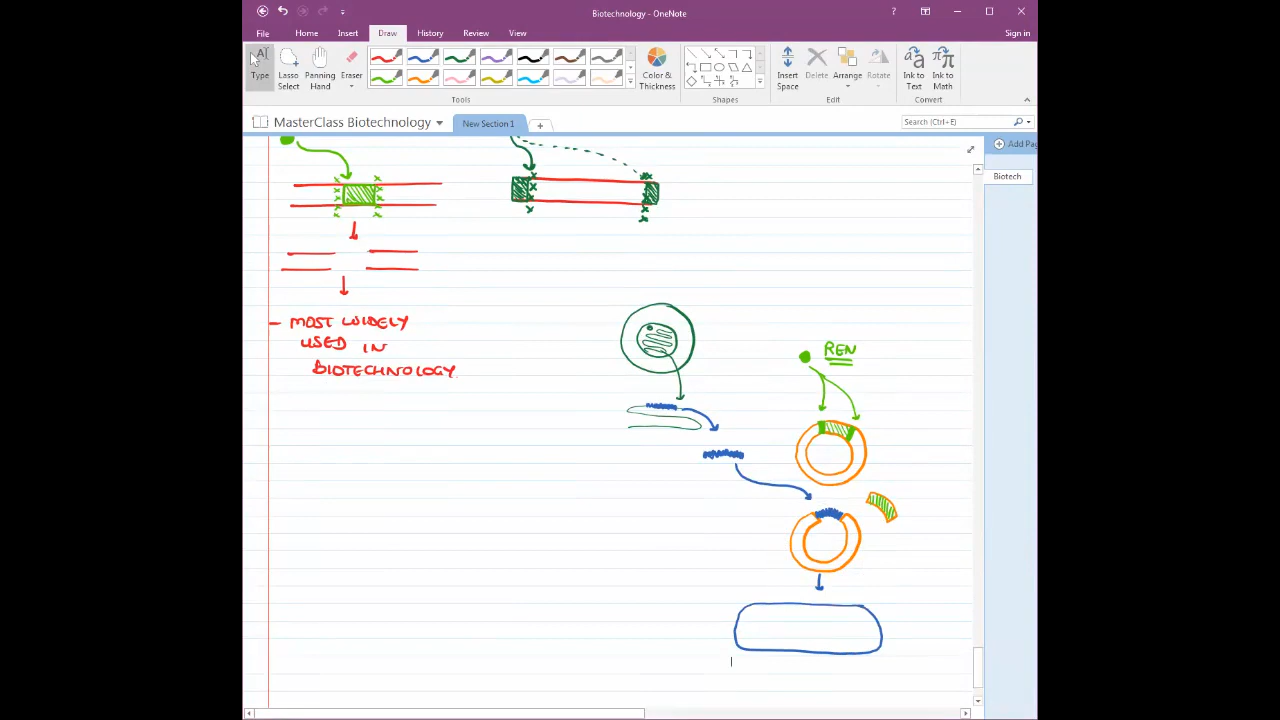 Biotechnology - OneNote
?
File
Home
Insert
Draw
History
Review
View
Sign in
Type
Lasso
Select
Panning
Hand
Eraser
Color &
Thickness
Insert
Space
Delete
Arrange
Rotate
Ink to
Text
Ink to
Math
Tools
Shapes
Edit
Convert
MasterClass Biotechnology
New Section 1
Search (Ctrl+E)
Add Pag
Biotech
- MOST WIDELY
USED IN
BIOTECHNOLOGY.
REN